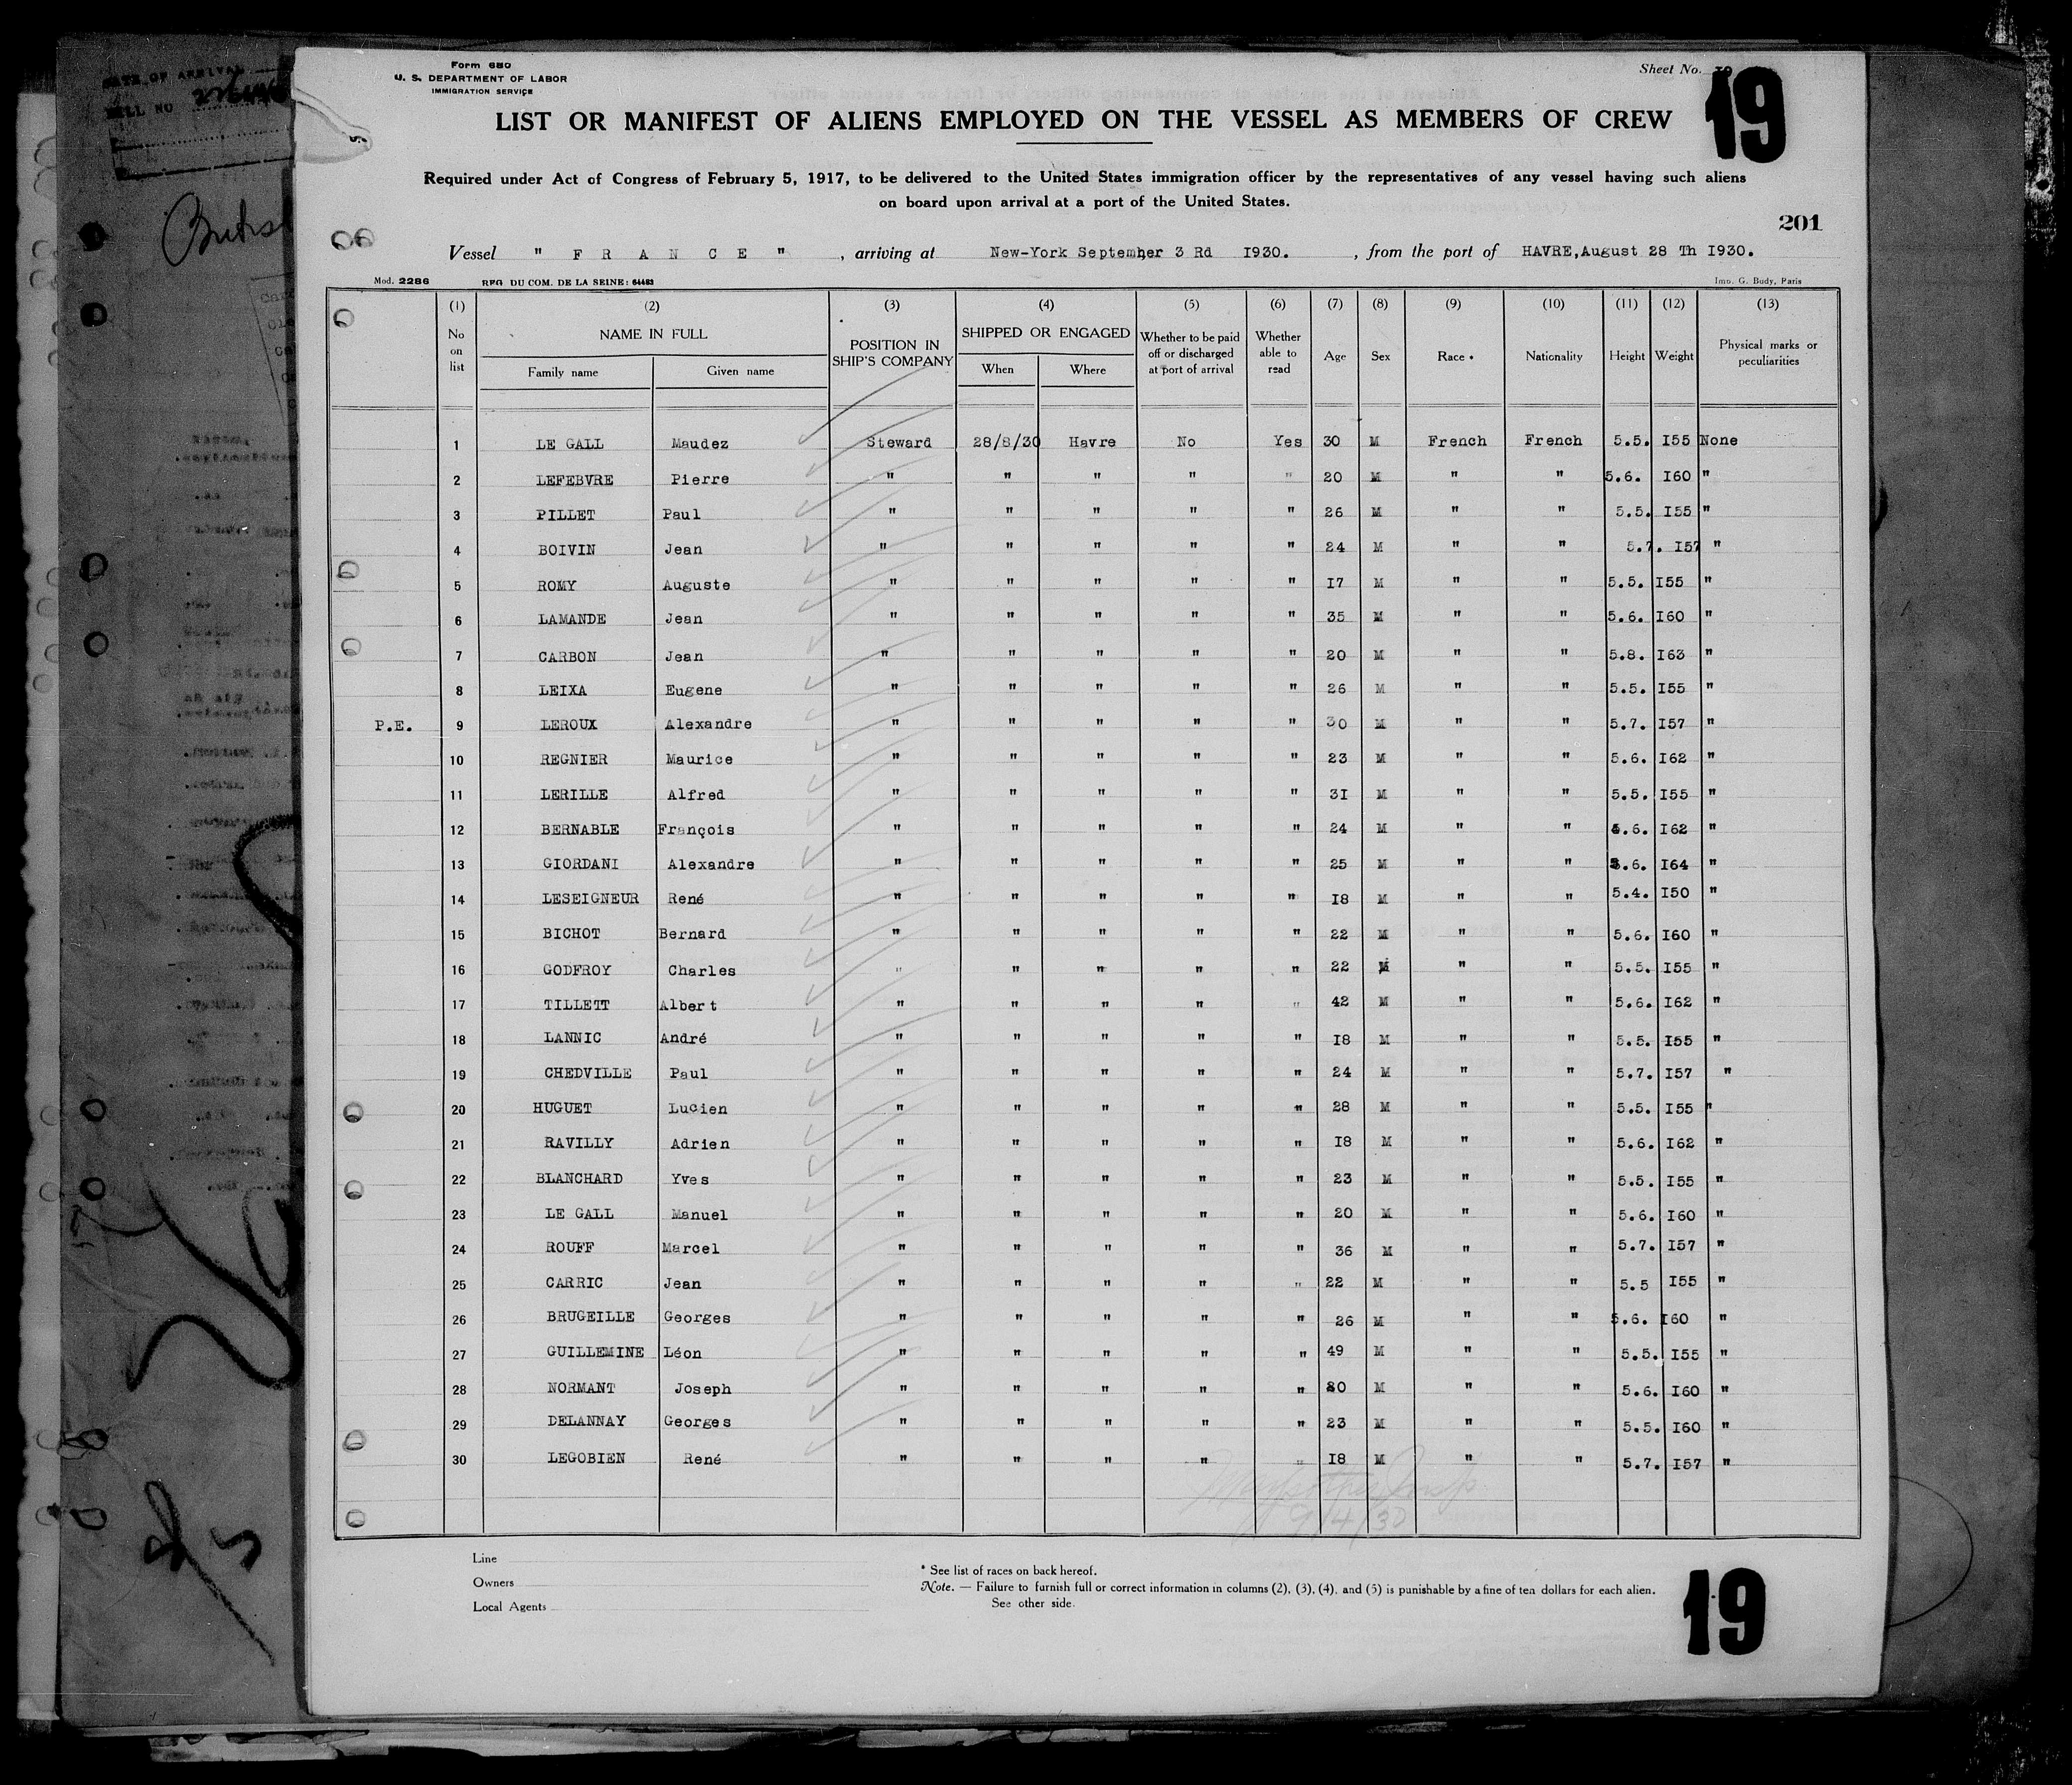 Form 680
U. S. DEPARTMENT OF LABOR
IMMIGRATION SERVICE
Sheet No.
19
LIST OR MANIFEST OF ALIENS EMPLOYED ON THE VESSEL AS MEMBERS OF CREW
Required under Act of Congress of February 5, 1917, to be delivered to the United States immigration officer by the representatives of any vessel having such aliens
on board upon arrival at a port of the United States.
201
Vessel " F R A N C E " , arriving at New-York September 3 Rd I930. , from the port of HAVRE,August 28 Th I930.
Mod. 2286 REG DU COM. DE LA SEINE: 64483 Imp. G. Body, Paris
(1) (2) (3) (4) (5) (6) (7) (8) (9) (10) (11) (12) (13)
No on list NAME IN FULL Family name Given name POSITION IN SHIP'S COMPANY SHIPPED OR ENGAGED When Where Whether to be paid off or discharged at port of arrival Whether able to read Age Sex Race * Nationality Height Weight Physical marks or peculiarities
1 LE GALL Maudez Steward 28/8/30 Havre No Yes 30 M French French 5.5. I55 None
2 LEFEBVRE Pierre " " " " " 20 M " " 5.6. I60 "
3 PILLET Paul " " " " " 26 M " " 5.5. I55 "
4 BOIVIN Jean " " " " " 24 M " " 5.7. I57 "
5 ROMY Auguste " " " " " I7 M " " 5.5. I55 "
6 LAMANDE Jean " " " " " 35 M " " 5.6. I60 "
7 CARBON Jean " " " " " 20 M " " 5.8. I63 "
8 LEIXA Eugene " " " " " 26 M " " 5.5. I55 "
P.E. 9 LEROUX Alexandre " " " " " 30 M " " 5.7. I57 "
10 REGNIER Maurice " " " " " 23 M " " 5.6. I62 "
11 LERILLE Alfred " " " " " 3I M " " 5.5. I55 "
12 BERNABLE François " " " " " 24 M " " .6. I62 "
13 GIORDANI Alexandre " " " " " 25 M " " .6. I64 "
14 LESEIGNEUR René " " " " " I8 M " " 5.4. I50 "
15 BICHOT Bernard " " " " " 22 M " " 5.6. I60 "
16 GODFROY Charles " " " " " 22 M " " 5.5. I55 "
17 TILLETT Albert " " " " " 42 M " " 5.6. I62 "
18 LANNIC André " " " " " I8 M " " 5.5. I55 "
19 CHEDVILLE Paul " " " " " 24 M " " 5.7. I57 "
20 HUGUET Lucien " " " " " 28 M " " 5.5. I55 "
21 RAVILLY Adrien " " " " " I8 M " " 5.6. I62 "
22 BLANCHARD Yves " " " " " 23 M " " 5.5. I55 "
23 LE GALL Manuel " " " " " 20 M " " 5.6. I60 "
24 ROUFF Marcel " " " " " 36 M " " 5.7. I57 "
25 CARRIC Jean " " " " " 22 M " " 5.5 I55 "
26 BRUGEILLE Georges " " " " " 26 M " " 5.6. I60 "
27 GUILLEMINE Léon " " " " " 49 M " " 5.5. I55 "
28 NORMANT Joseph " " " " " M " " 5.6. I60 "
29 DELANNAY Georges " " " " " 23 M " " 5.5. I60 "
30 LEGOBIEN René " " " " " I8 M " " 5.7. I57 "
9/4/30
Line
Owners
Local Agents
* See list of races on back hereof.
Note. — Failure to furnish full or correct information in columns (2), (3), (4), and (5) is punishable by a fine of ten dollars for each alien.
See other side.
19